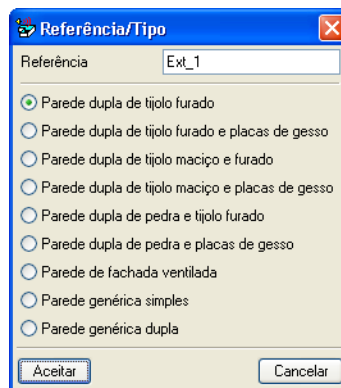 Referência/Tipo
Referência Ext_1
Parede dupla de tijolo furado
Parede dupla de tijolo furado e placas de gesso
Parede dupla de tijolo maciço e furado
Parede dupla de tijolo maciço e placas de gesso
Parede dupla de pedra e tijolo furado
Parede dupla de pedra e placas de gesso
Parede de fachada ventilada
Parede genérica simples
Parede genérica dupla
Aceitar Cancelar